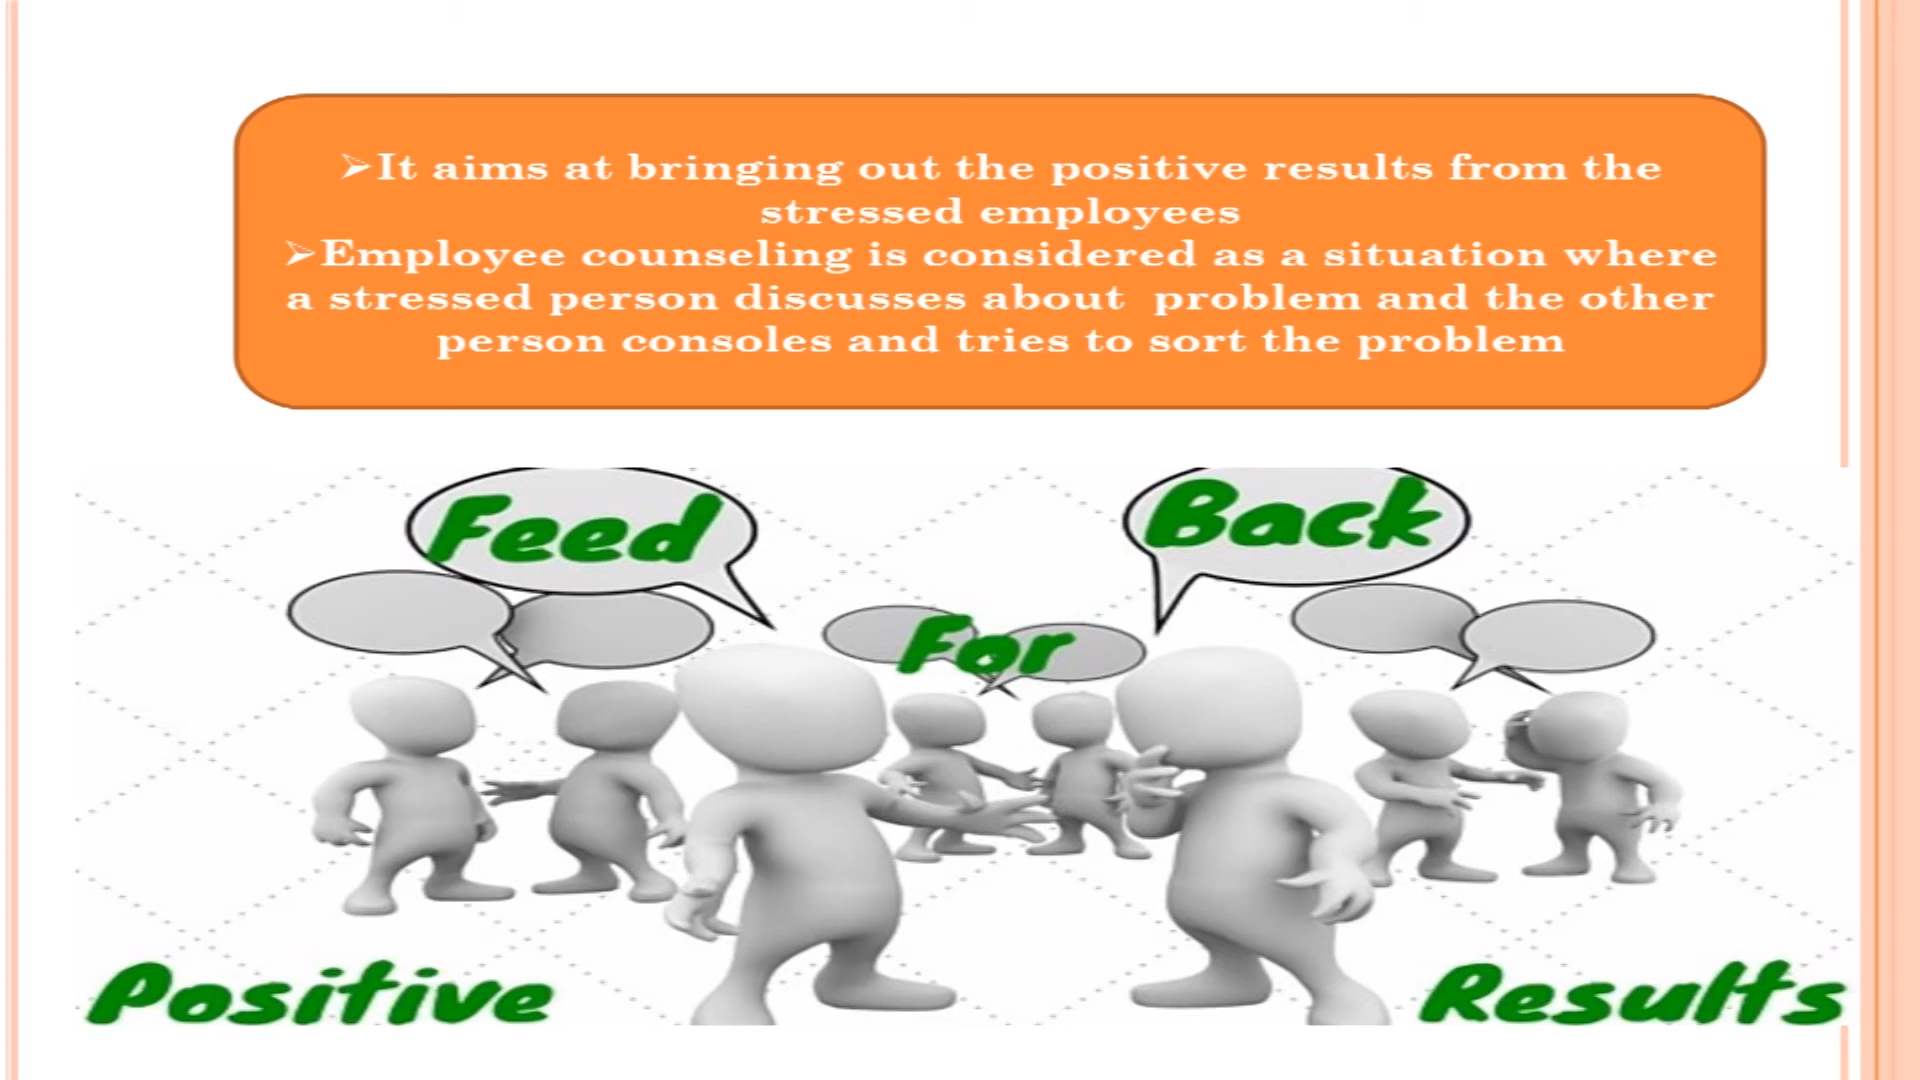 ➢It aims at bringing out the positive results from the
stressed employees
➢Employee counseling is considered as a situation where
a stressed person discusses about  problem and the other
person consoles and tries to sort the problem
Feed
Back
For
Positive
Results